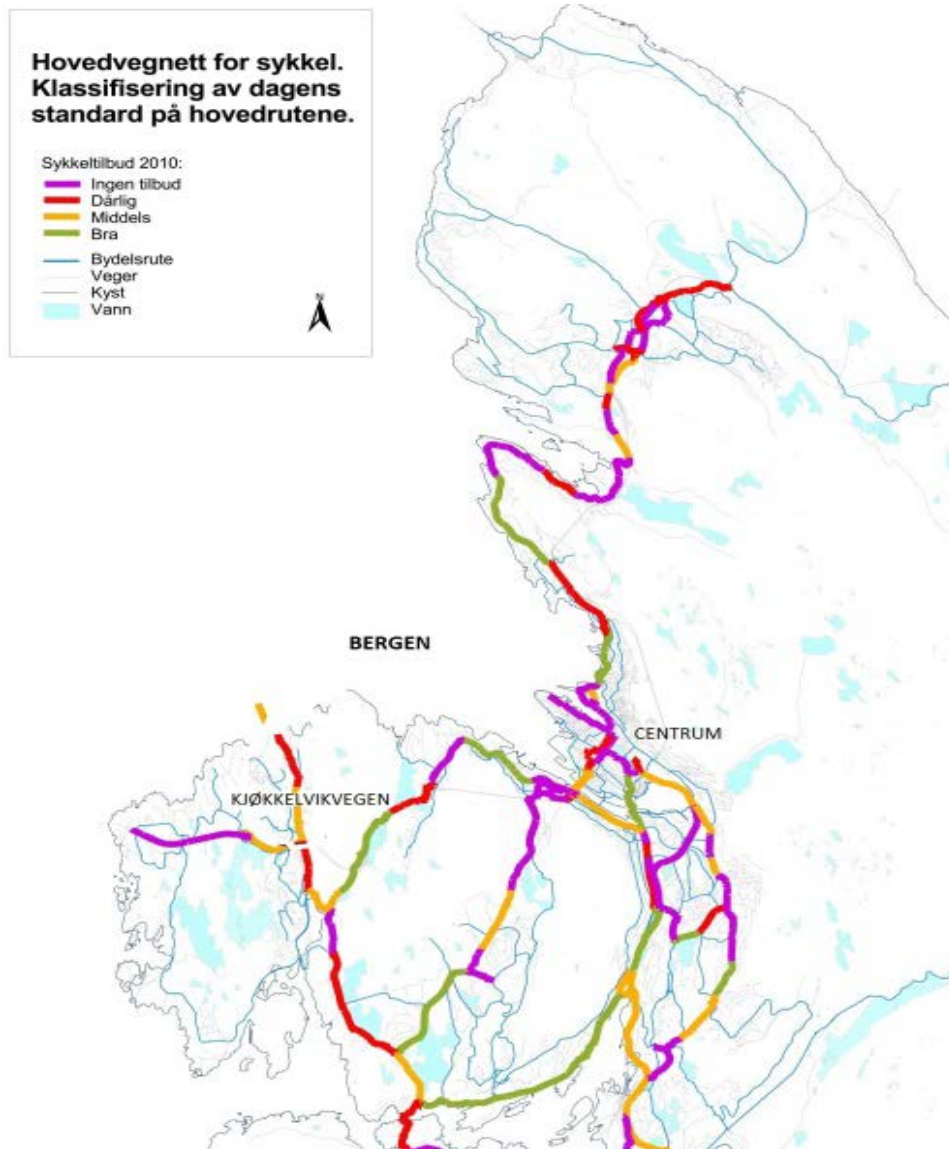 Hovedvegnett for sykkel.
Klassifisering av dagens
standard på hovedrutene.
Sykkeltilbud 2010:
Ingen tilbud
Dårlig
Middels
Bra
Bydelsrute
Veger
Kyst
Vann
N
BERGEN
CENTRUM
KJØKKELVIKVEGEN